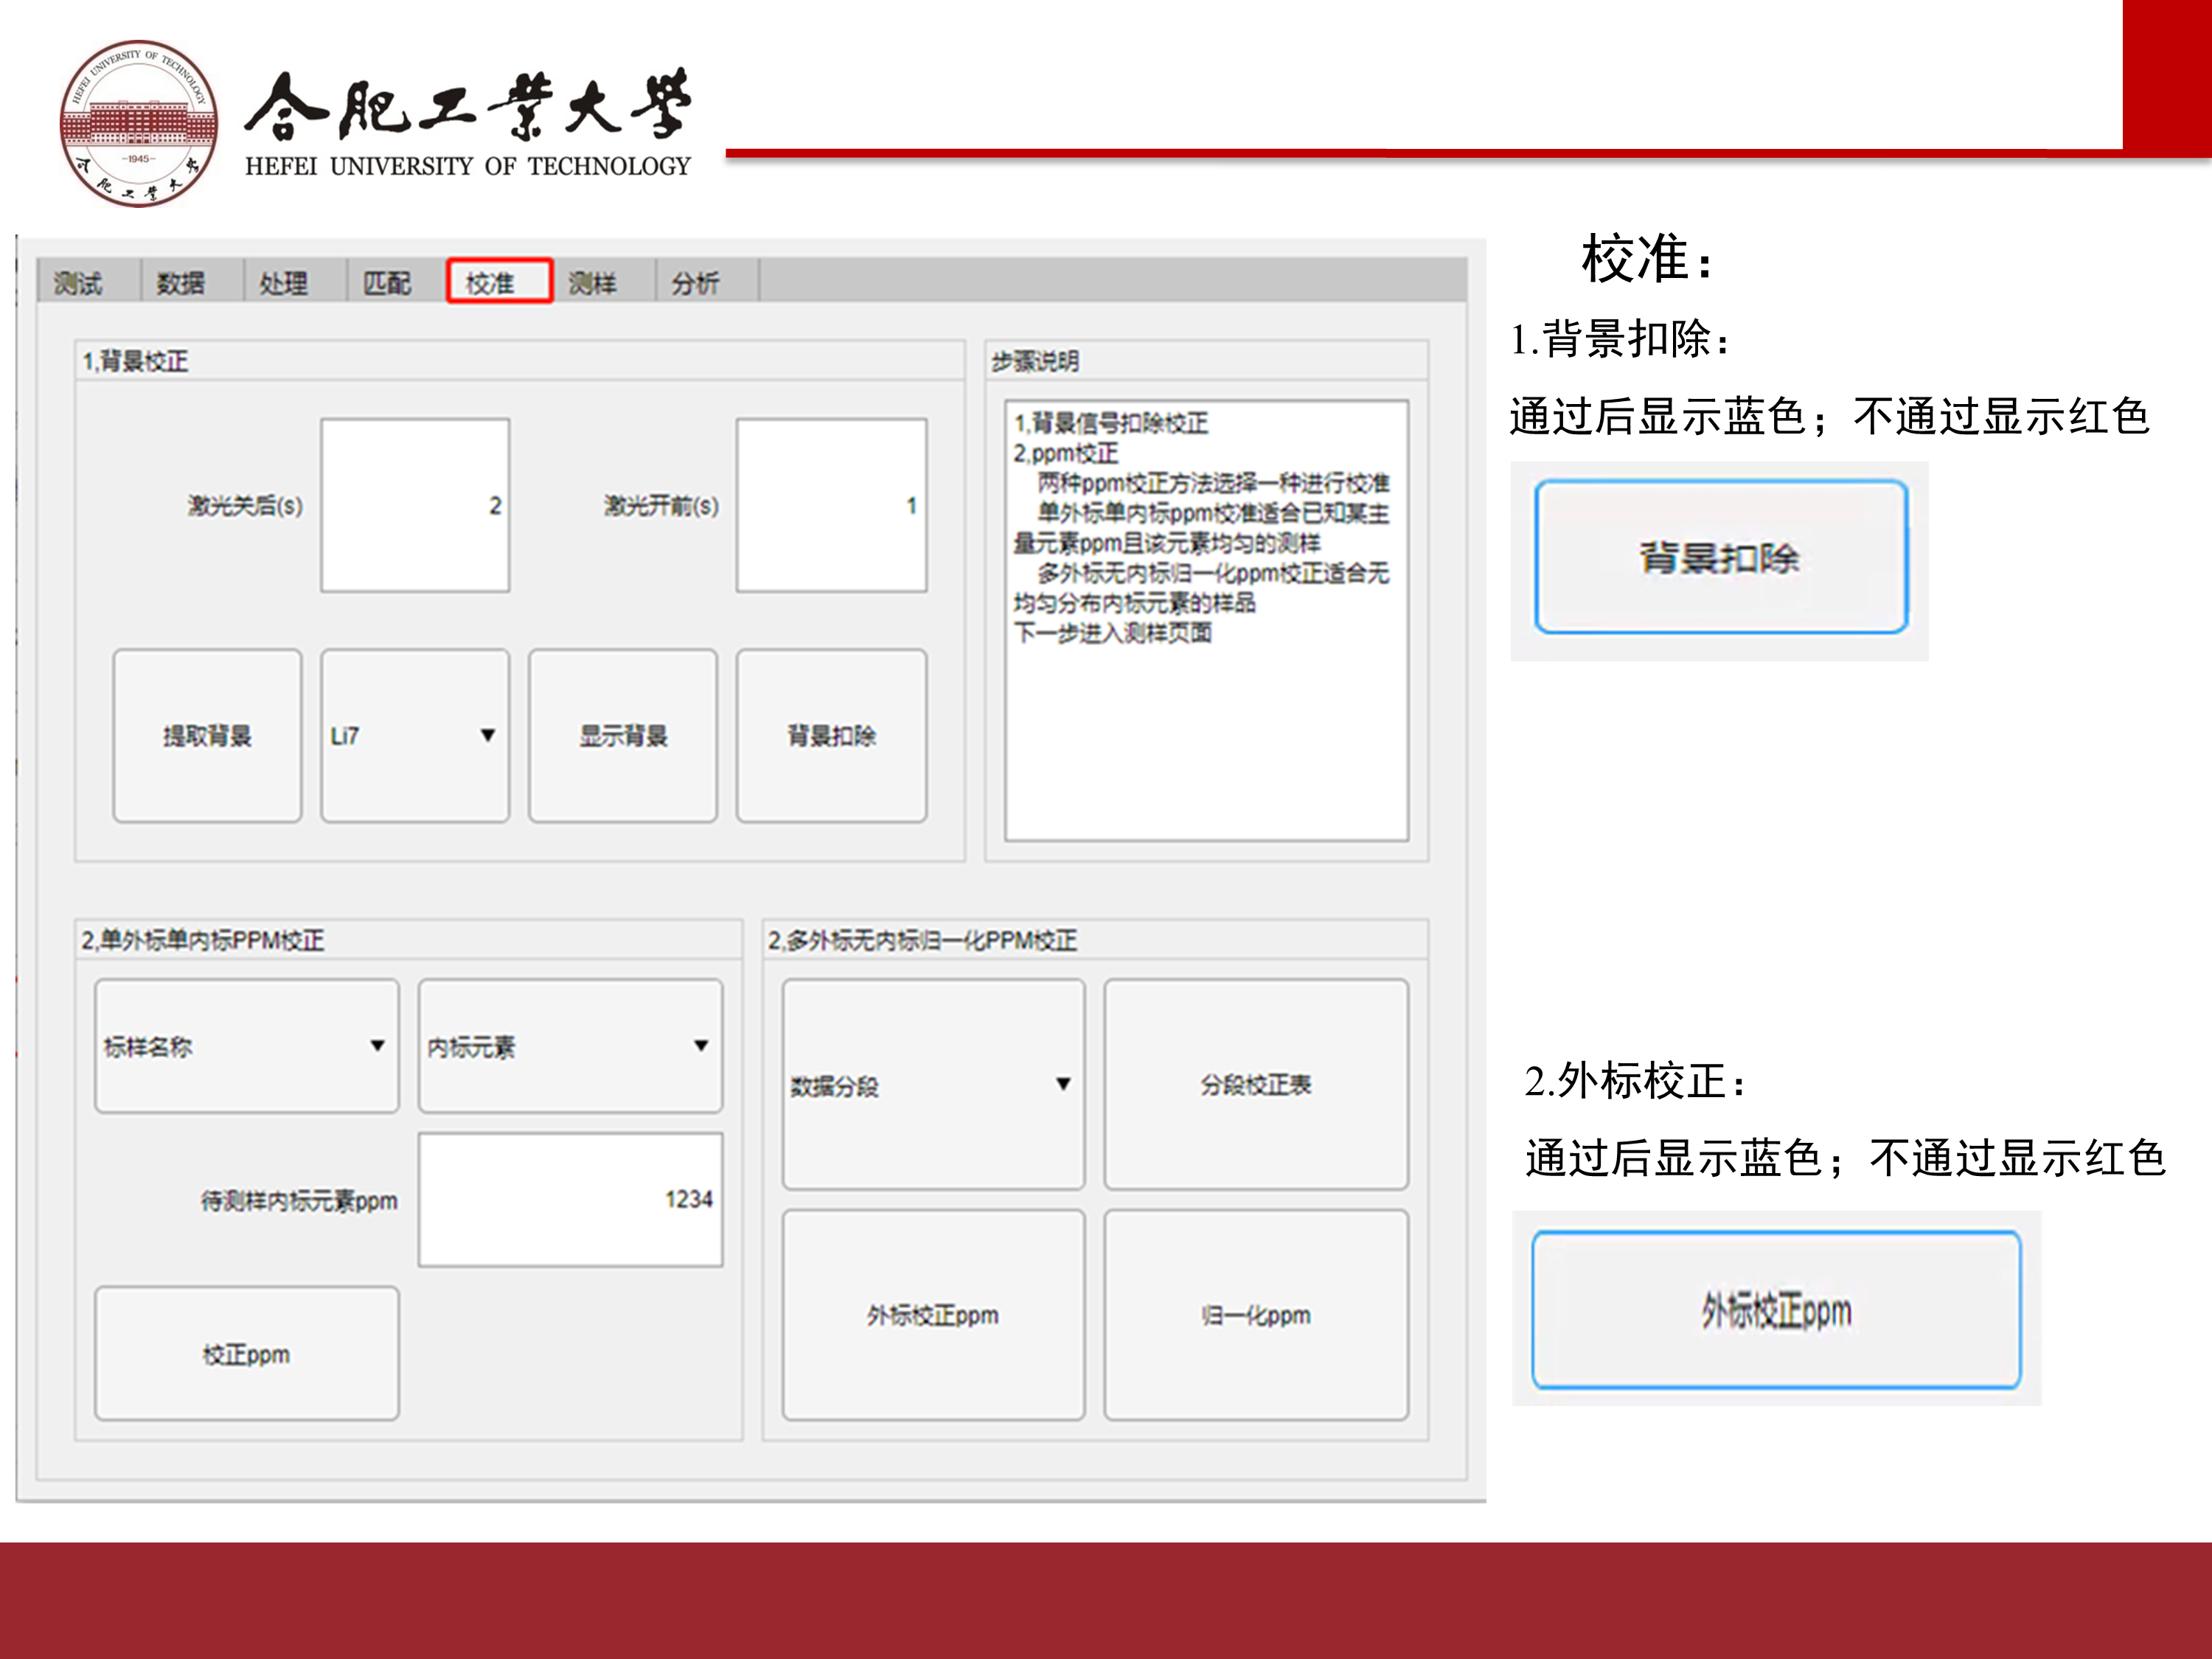 HEFEI UNIVERSITY OF TECHNOLOGY
-1945-
合肥工业大学
合肥工業大學
HEFEI UNIVERSITY OF TECHNOLOGY
测试 数据 处理 匹配 校准 测样 分析
1,背景校正
激光关后(s) 2 激光开前(s) 1
提取背景 Li7 显示背景 背景扣除
步骤说明
1,背景信号扣除校正
2,ppm校正
两种ppm校正方法选择一种进行校准
单外标单内标ppm校准适合已知某主
量元素ppm且该元素均匀的测样
多外标无内标归一化ppm校正适合无
均匀分布内标元素的样品
下一步进入测样页面
2,单外标单内标PPM校正
标样名称 内标元素
待测样内标元素ppm 1234
校正ppm
2,多外标无内标归一化PPM校正
数据分段 分段校正表
外标校正ppm 归一化ppm
校准：
1.背景扣除：
通过后显示蓝色；不通过显示红色
背景扣除
2.外标校正：
通过后显示蓝色；不通过显示红色
外标校正ppm